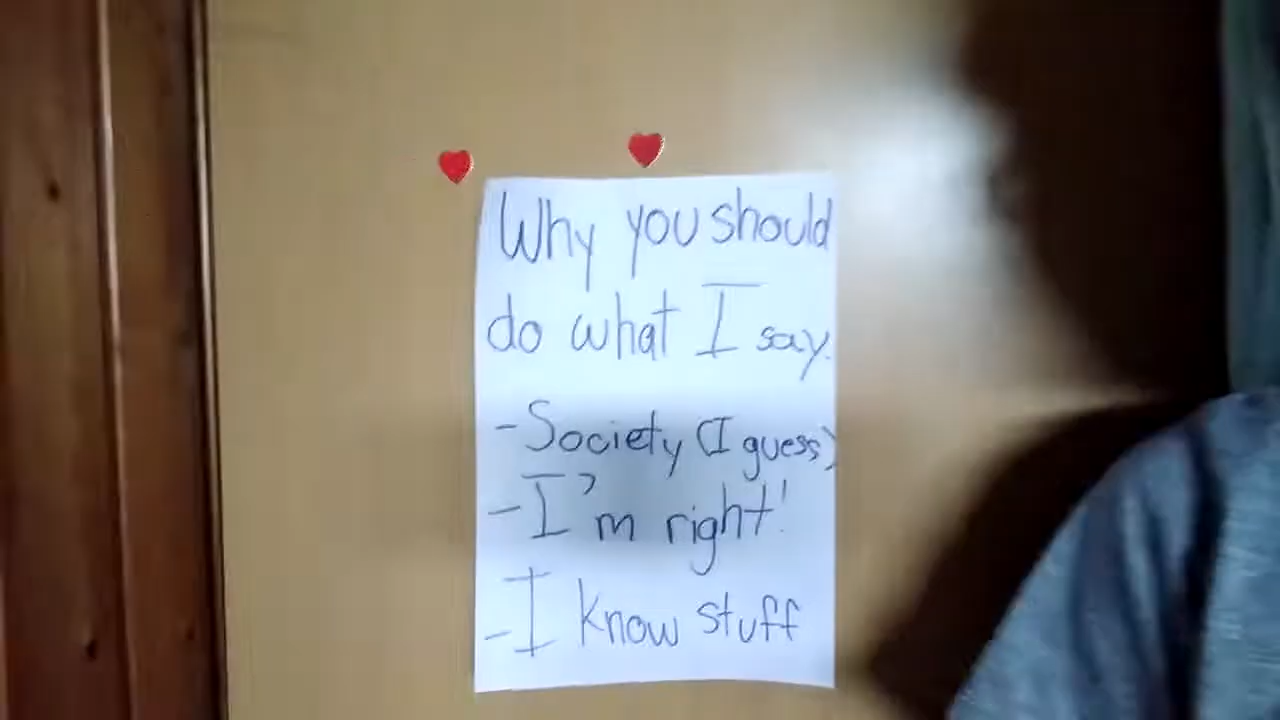 Why you should
do what I say.
-Society (I guess)
-I'm right!
-I know stuff